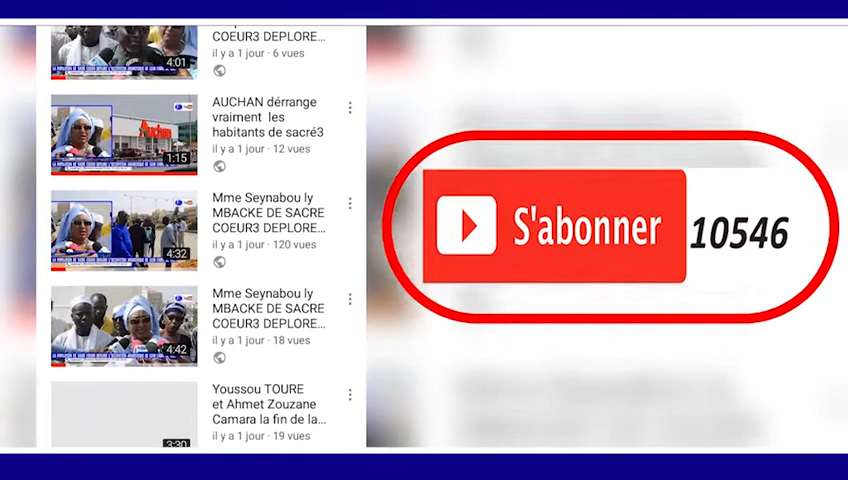 COEUR3 DEPLORE...
il y a 1 jour · 6 vues
4:01
AUCHAN dérrange
vraiment les
habitants de sacré3
il y a 1 jour · 12 vues
Auchan
1:15
Mme Seynabou ly
MBACKE DE SACRE
COEUR3 DEPLORE...
il y a 1 jour · 120 vues
4:32
Mme Seynabou ly
MBACKE DE SACRE
COEUR3 DEPLORE...
il y a 1 jour · 18 vues
4:42
Youssou TOURE
et Ahmet Zouzane
Camara la fin de la...
il y a 1 jour · 19 vues
3:30
S'abonner
10546